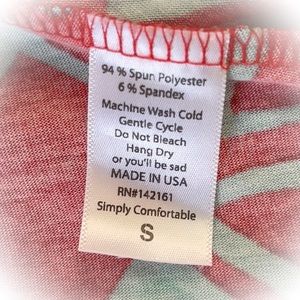 94 % Spun Polyester
6 % Spandex
Machine Wash Cold
Gentle Cycle
Do Not Bleach
Hang Dry
or you'll be sad
MADE IN USA
RN#142161
Simply Comfortable
S